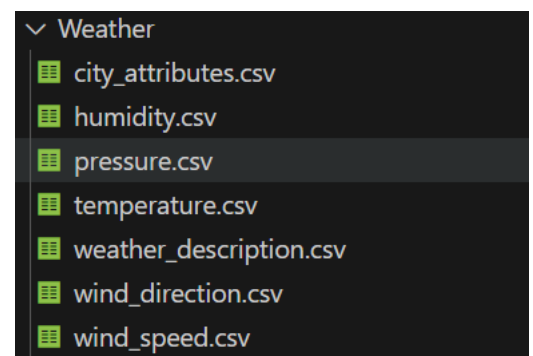 Weather
city_attributes.csv
humidity.csv
pressure.csv
temperature.csv
weather_description.csv
wind_direction.csv
wind_speed.csv